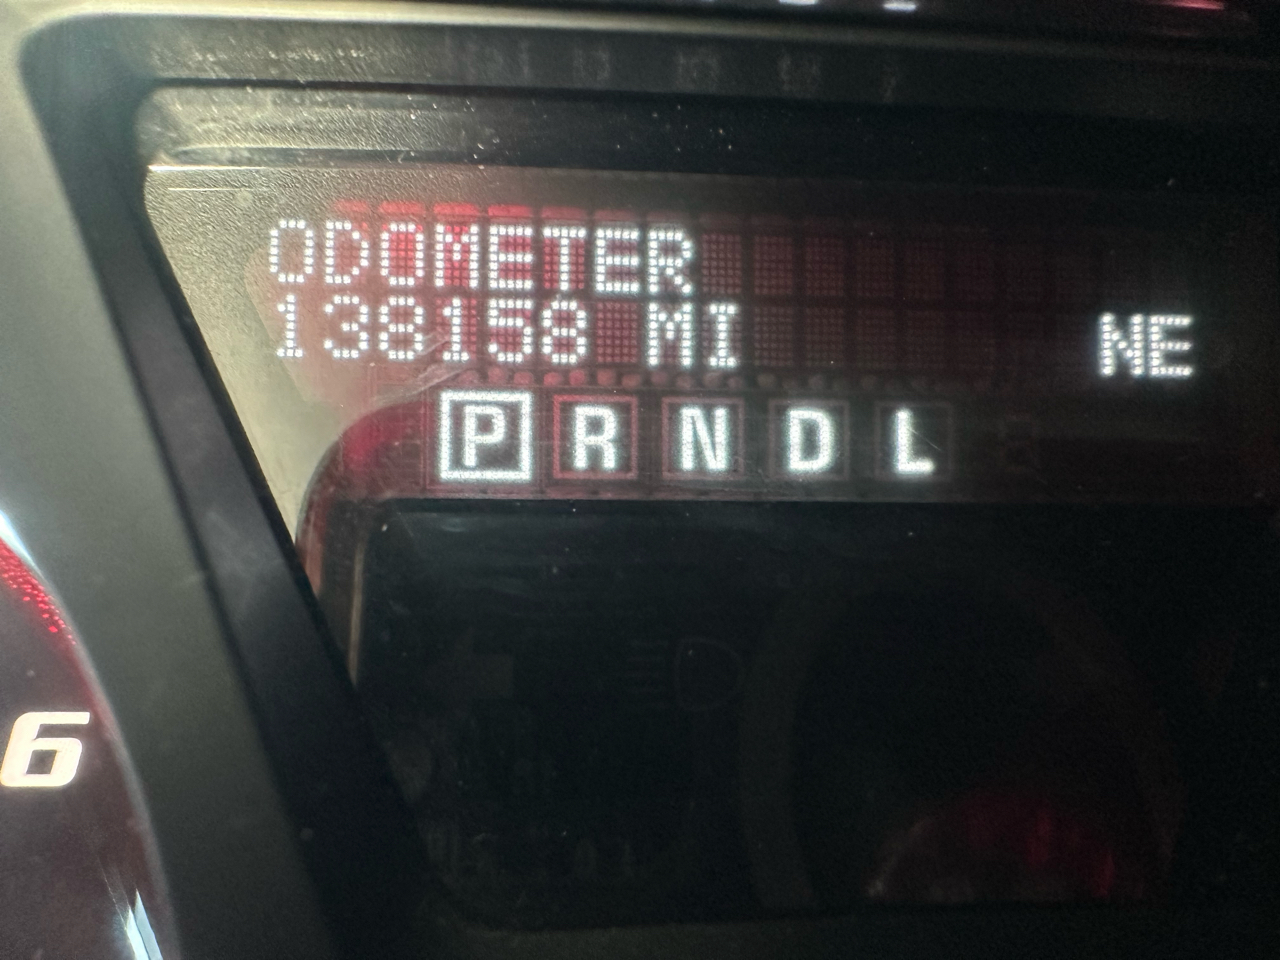 ODOMETER
138158 MI
NE
P R N D L
6